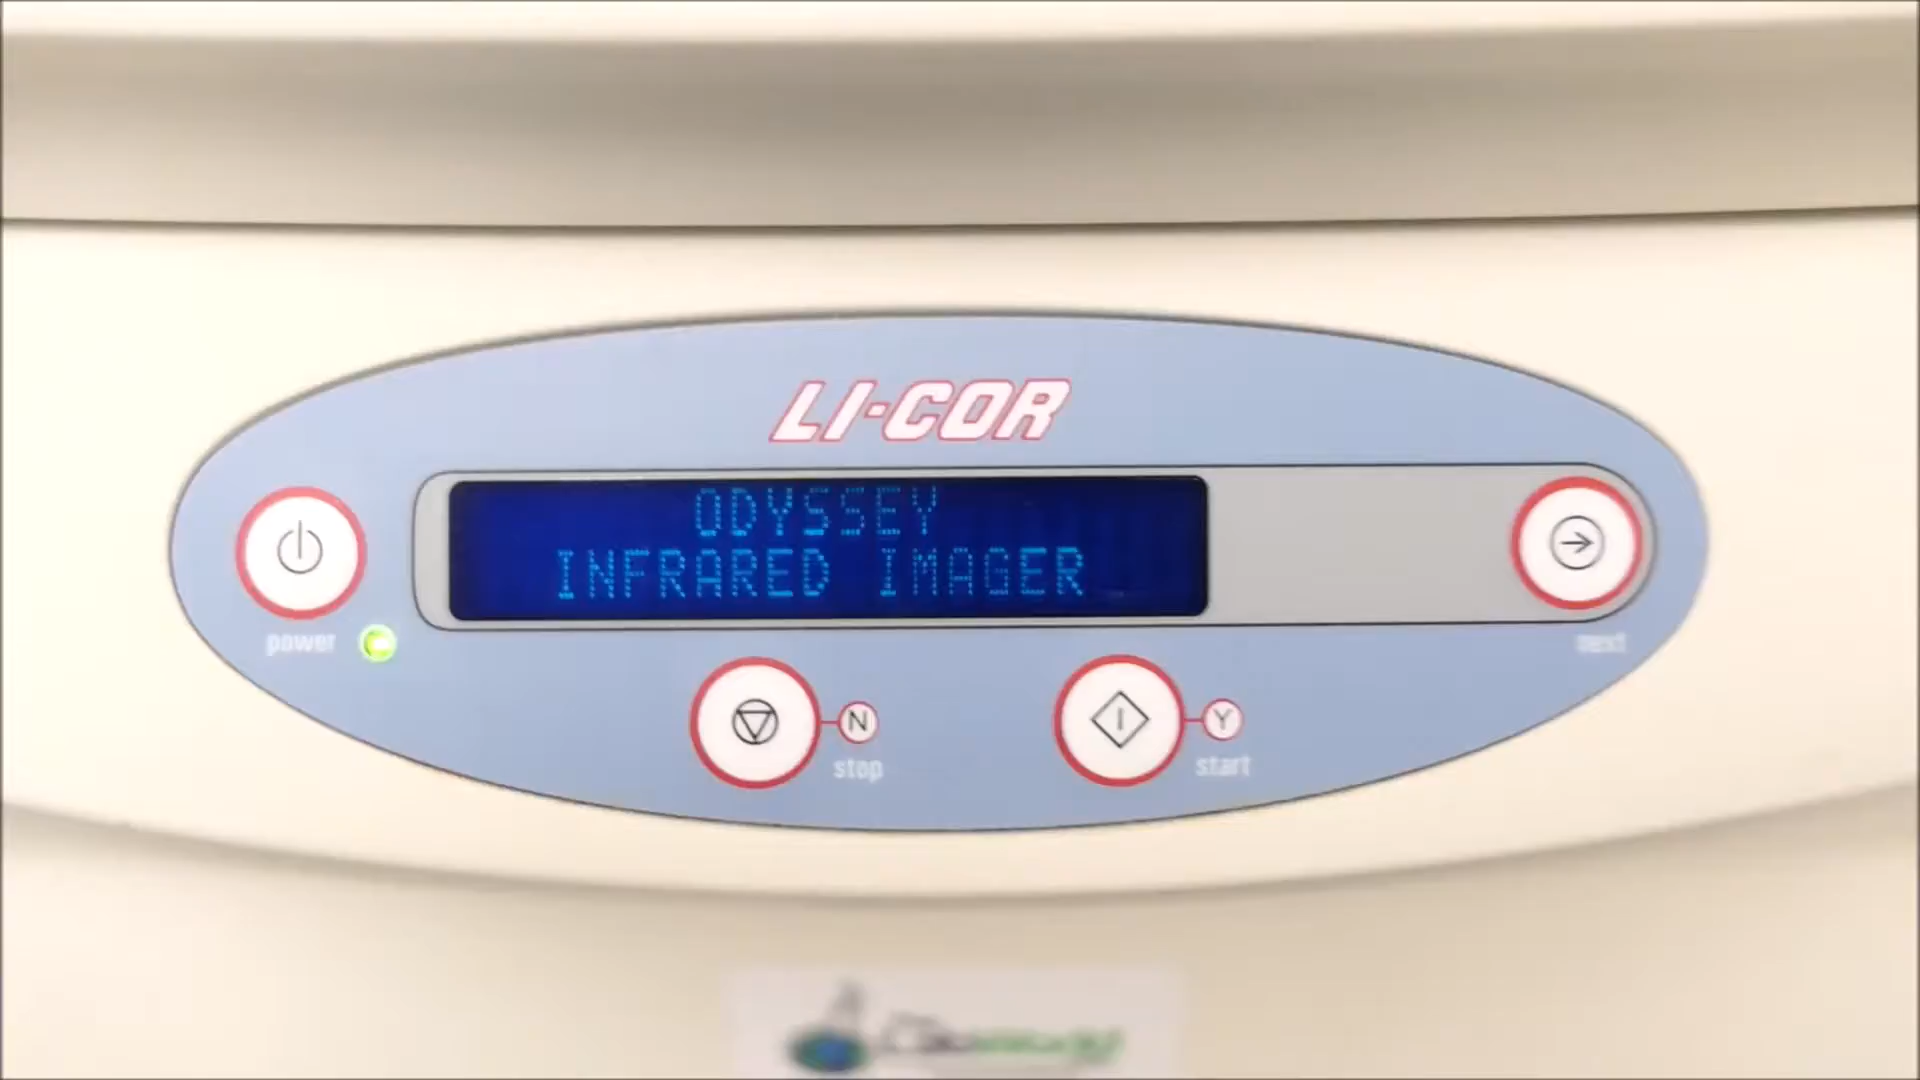 LI-COR
ODYSSEY
INFRARED IMAGER
power
next
N
stop
Y
start